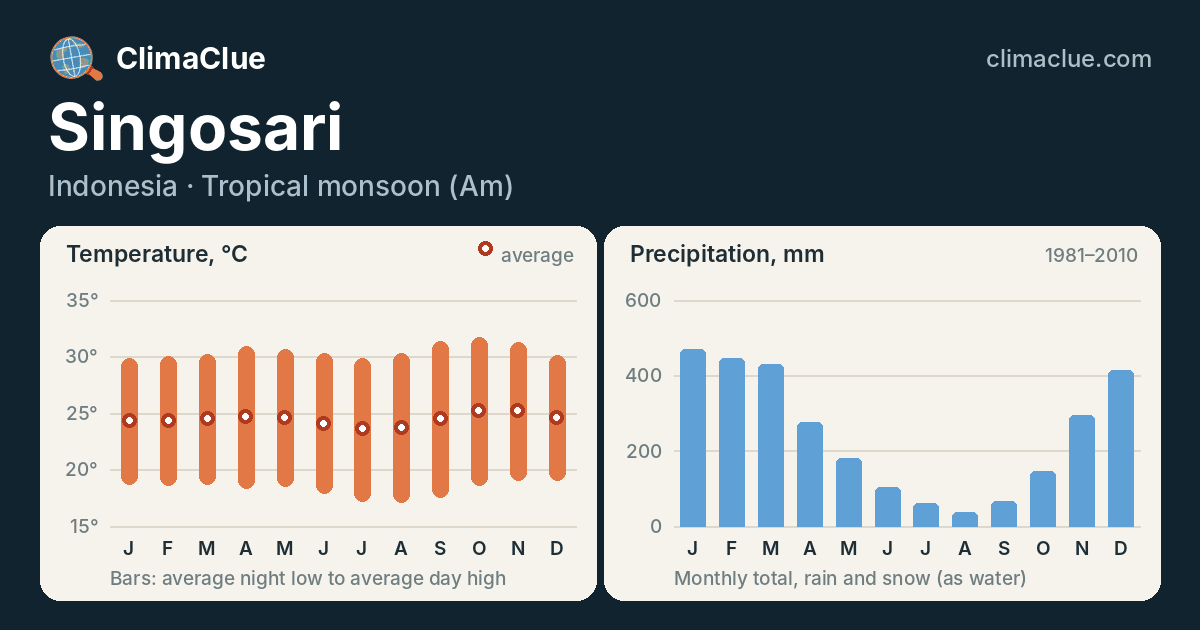 ClimaClue
climaclue.com
Singosari
Indonesia · Tropical monsoon (Am)
Temperature, °C
average
35°
30°
25°
20°
15°
J F M A M J J A S O N D
Bars: average night low to average day high
Precipitation, mm
1981–2010
600
400
200
0
J F M A M J J A S O N D
Monthly total, rain and snow (as water)